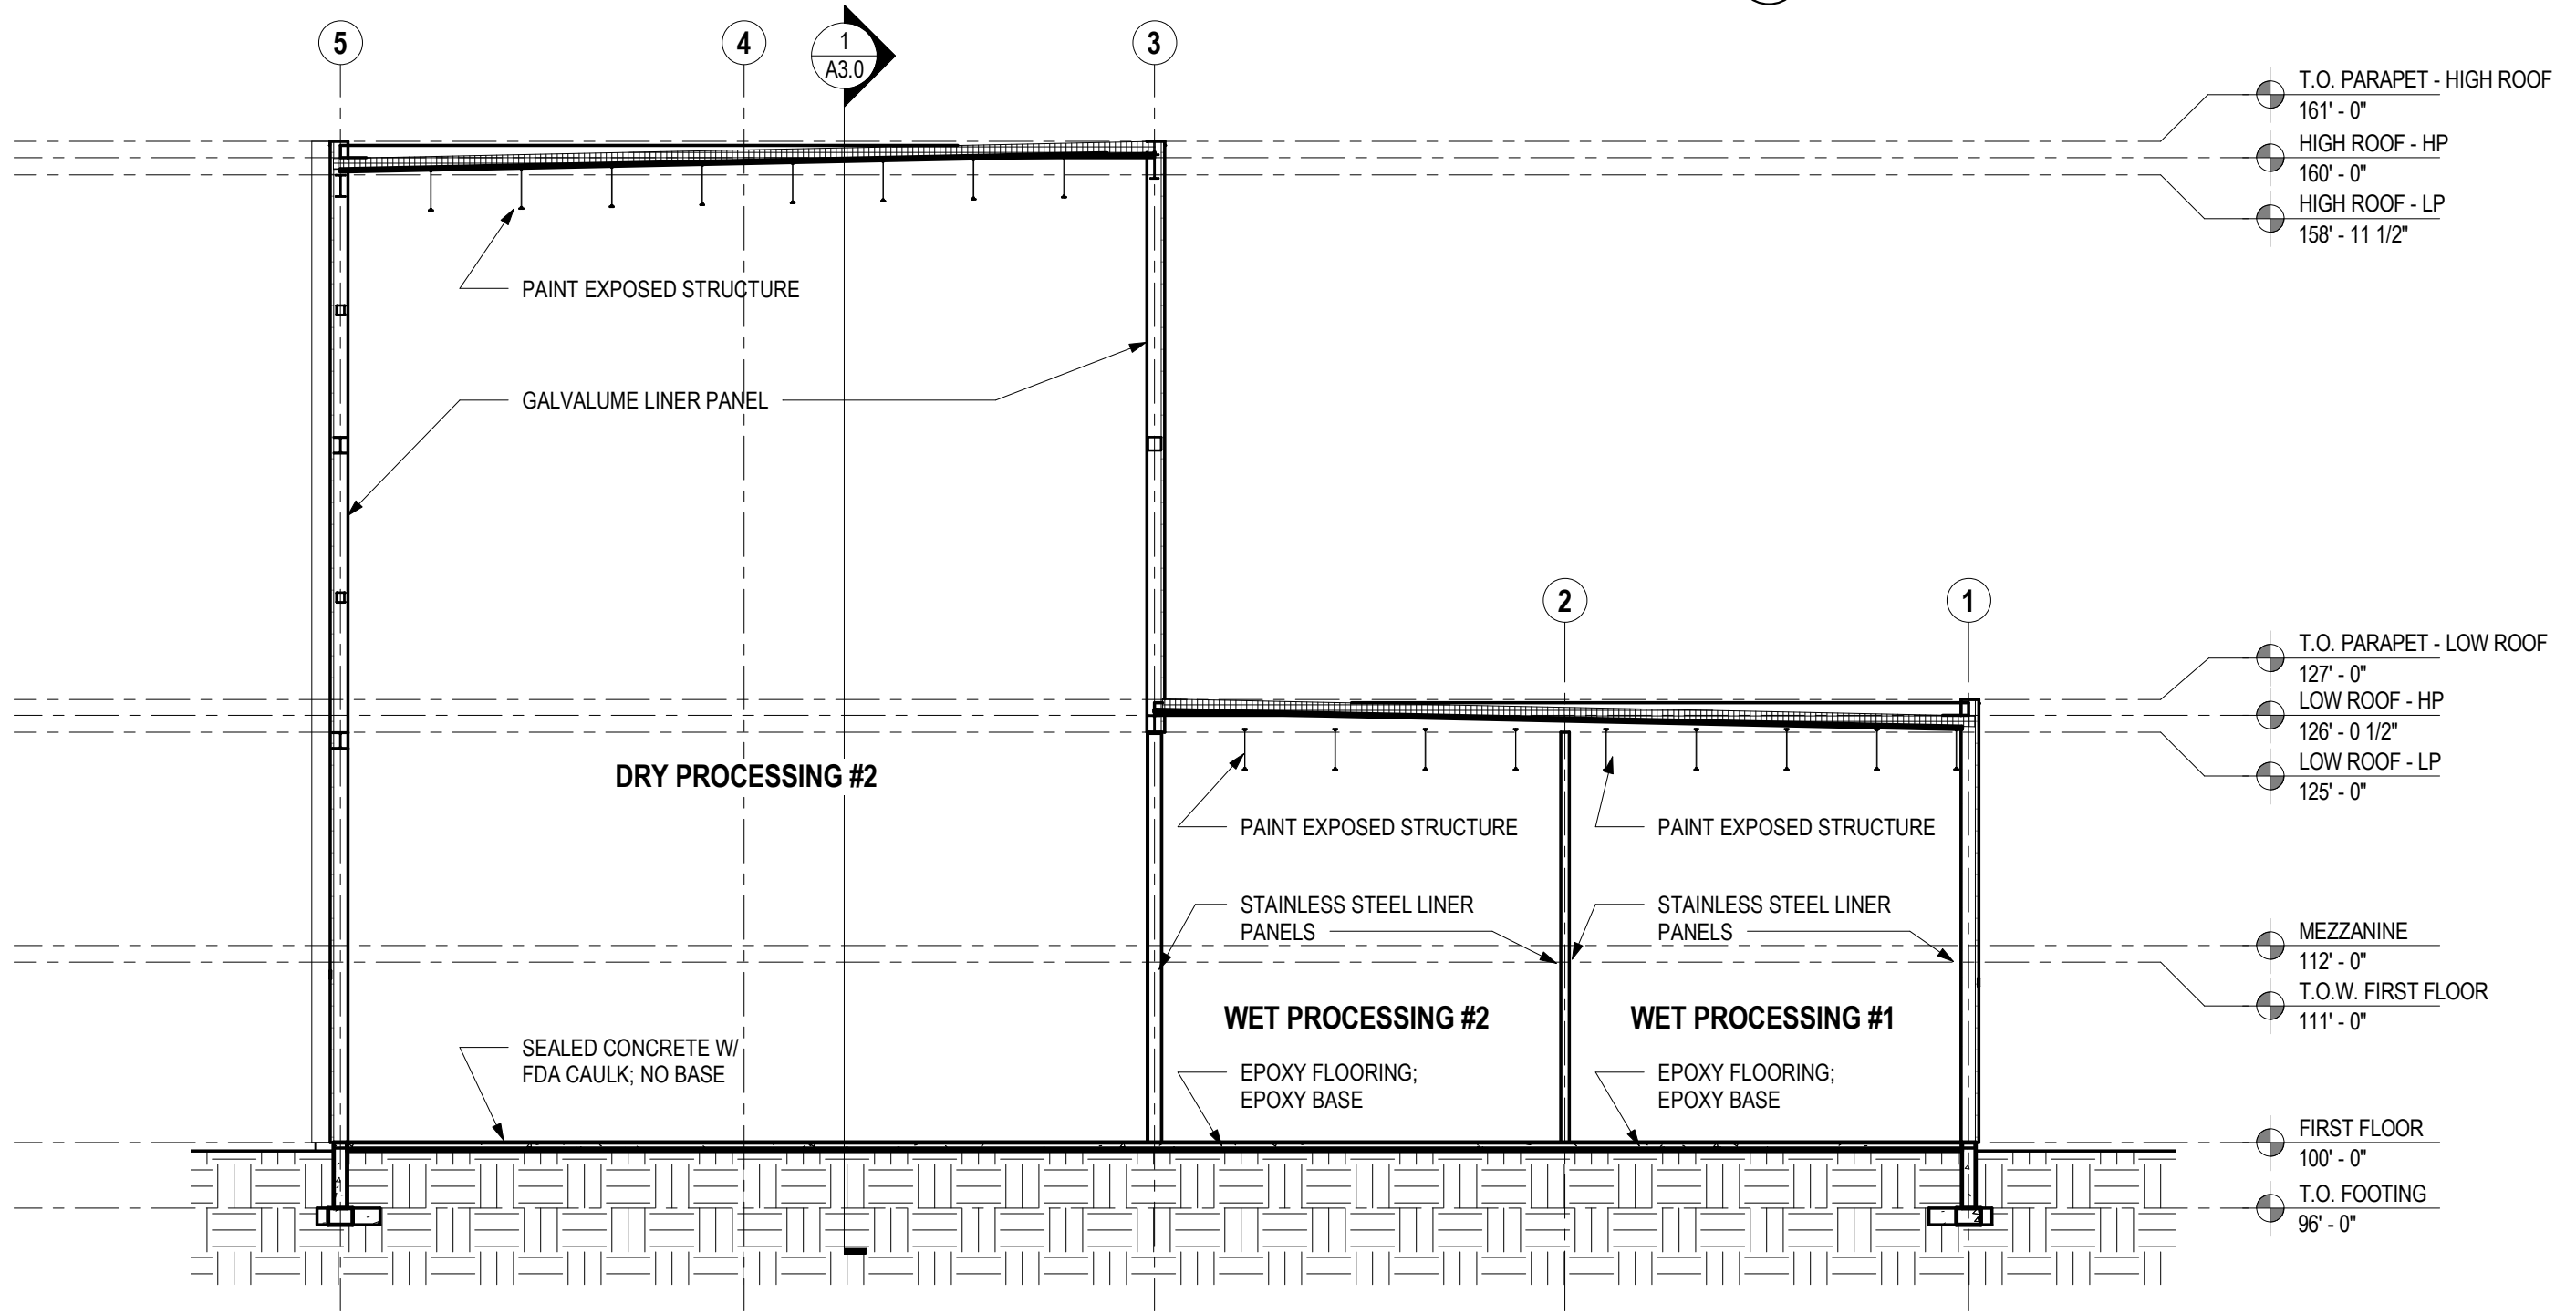 5
4
1
A3.0
3
T.O. PARAPET - HIGH ROOF
161' - 0"
HIGH ROOF - HP
160' - 0"
HIGH ROOF - LP
158' - 11 1/2"
PAINT EXPOSED STRUCTURE
GALVALUME LINER PANEL
2
1
T.O. PARAPET - LOW ROOF
127' - 0"
LOW ROOF - HP
126' - 0 1/2"
LOW ROOF - LP
125' - 0"
DRY PROCESSING #2
PAINT EXPOSED STRUCTURE
PAINT EXPOSED STRUCTURE
STAINLESS STEEL LINER
PANELS
STAINLESS STEEL LINER
PANELS
MEZZANINE
112' - 0"
T.O.W. FIRST FLOOR
111' - 0"
WET PROCESSING #2
WET PROCESSING #1
SEALED CONCRETE W/
FDA CAULK; NO BASE
EPOXY FLOORING;
EPOXY BASE
EPOXY FLOORING;
EPOXY BASE
FIRST FLOOR
100' - 0"
T.O. FOOTING
96' - 0"